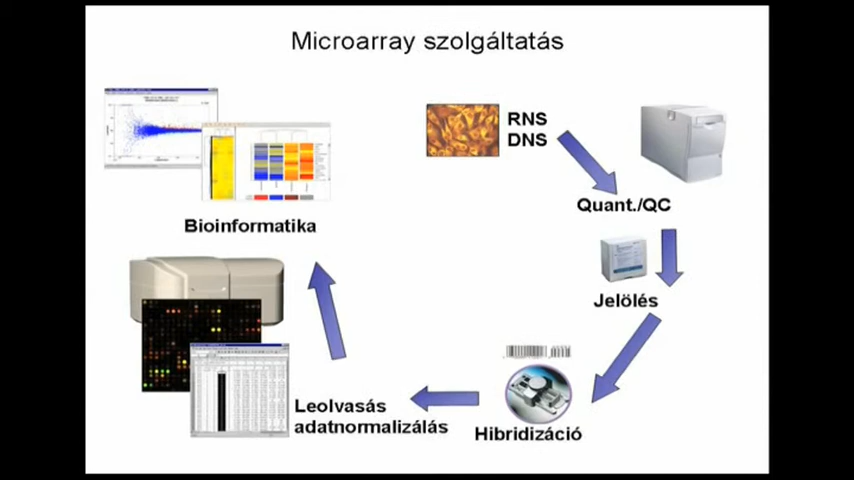 Microarray szolgáltatás
RNS
DNS
Quant./QC
Bioinformatika
Jelölés
Leolvasás
adatnormalizálás
Hibridizáció